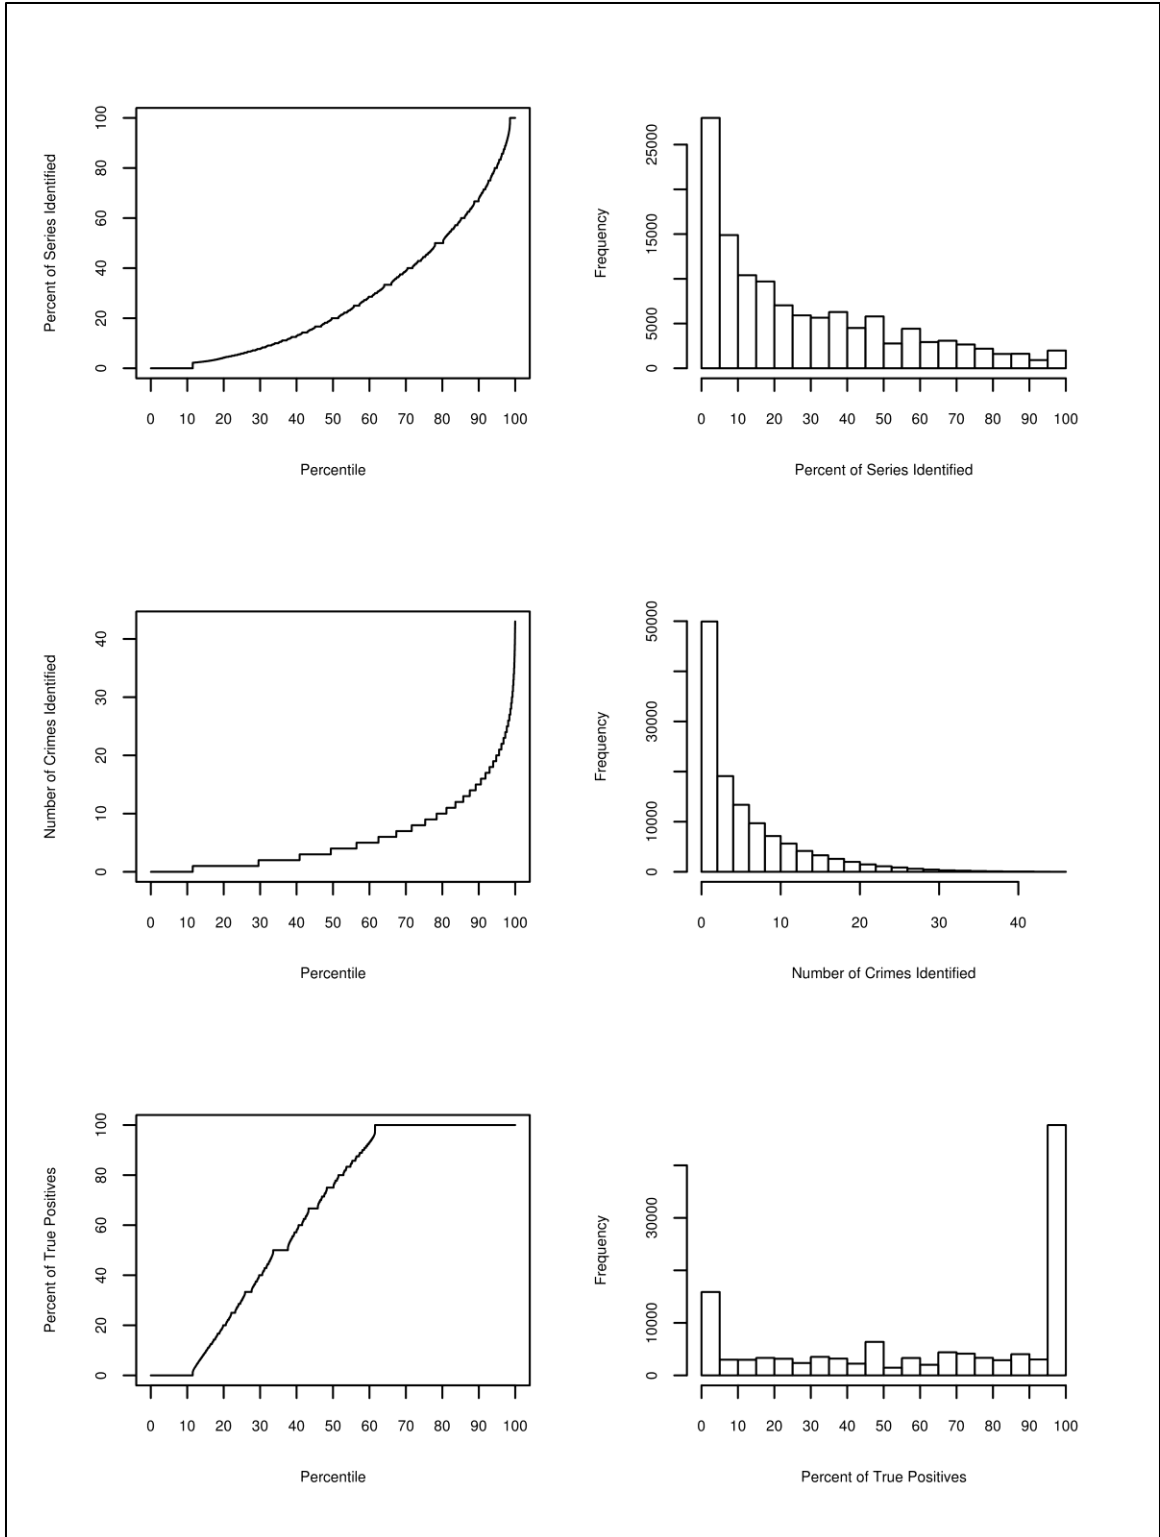 Percent of Series Identified
0 20 40 60 80 100
0 10 20 30 40 50 60 70 80 90 100
Percentile
Frequency
0 5000 15000 25000
0 10 20 30 40 50 60 70 80 90 100
Percent of Series Identified
Number of Crimes Identified
0 10 20 30 40
0 10 20 30 40 50 60 70 80 90 100
Percentile
Frequency
0 10000 30000 50000
0 10 20 30 40
Number of Crimes Identified
Percent of True Positives
0 20 40 60 80 100
0 10 20 30 40 50 60 70 80 90 100
Percentile
Frequency
0 10000 30000
0 10 20 30 40 50 60 70 80 90 100
Percent of True Positives